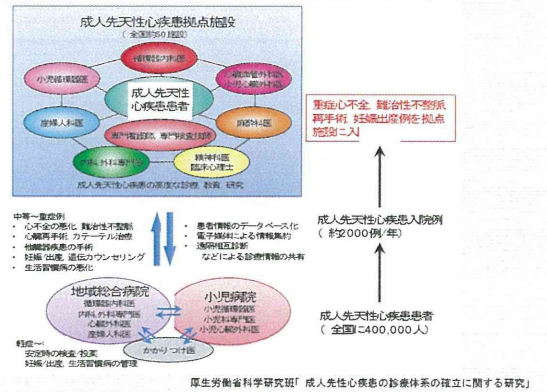 成人先天性心疾患拠点施設
(全国約50施設)
循環器内科医
小児循環器医
心臓血管外科医
小児心臓外科医
成人先天性
心疾患患者
産婦人科医
麻酔科医
専門看護師, 専門検査技師
内科, 外科専門医
精神科医
臨床心理士
成人先天性心疾患の高度な診療, 教育, 研究
重症心不全, 難治性不整脈
再手術, 妊娠出産例を拠点
施設に入
中等～重症例
・ 心不全の悪化, 難治性不整脈
・ 心臓再手術, カテーテル治療
・ 他臓器疾患の手術
・ 妊娠/出産, 遺伝カウンセリング
・ 生活習慣病の悪化
・ 患者情報のデータベース化
・ 電子媒体による情報集約
・ 遠隔相互診断
などによる診療情報の共有
成人先天性心疾患入院例
( 約2000例/年)
地域総合病院
循環器内科医
内科, 外科専門医
心臓外科医
産婦人科医
小児病院
小児循環器医
小児科専門医
小児心臓外科医
かかりつけ医
成人先天性心疾患患者
( 全国に400,000人)
軽症～:
安定時の検査/投薬
妊娠/出産, 生活習慣病の管理
厚生労働省科学研究班「 成人先天性心疾患の診療体系の確立に関する研究」